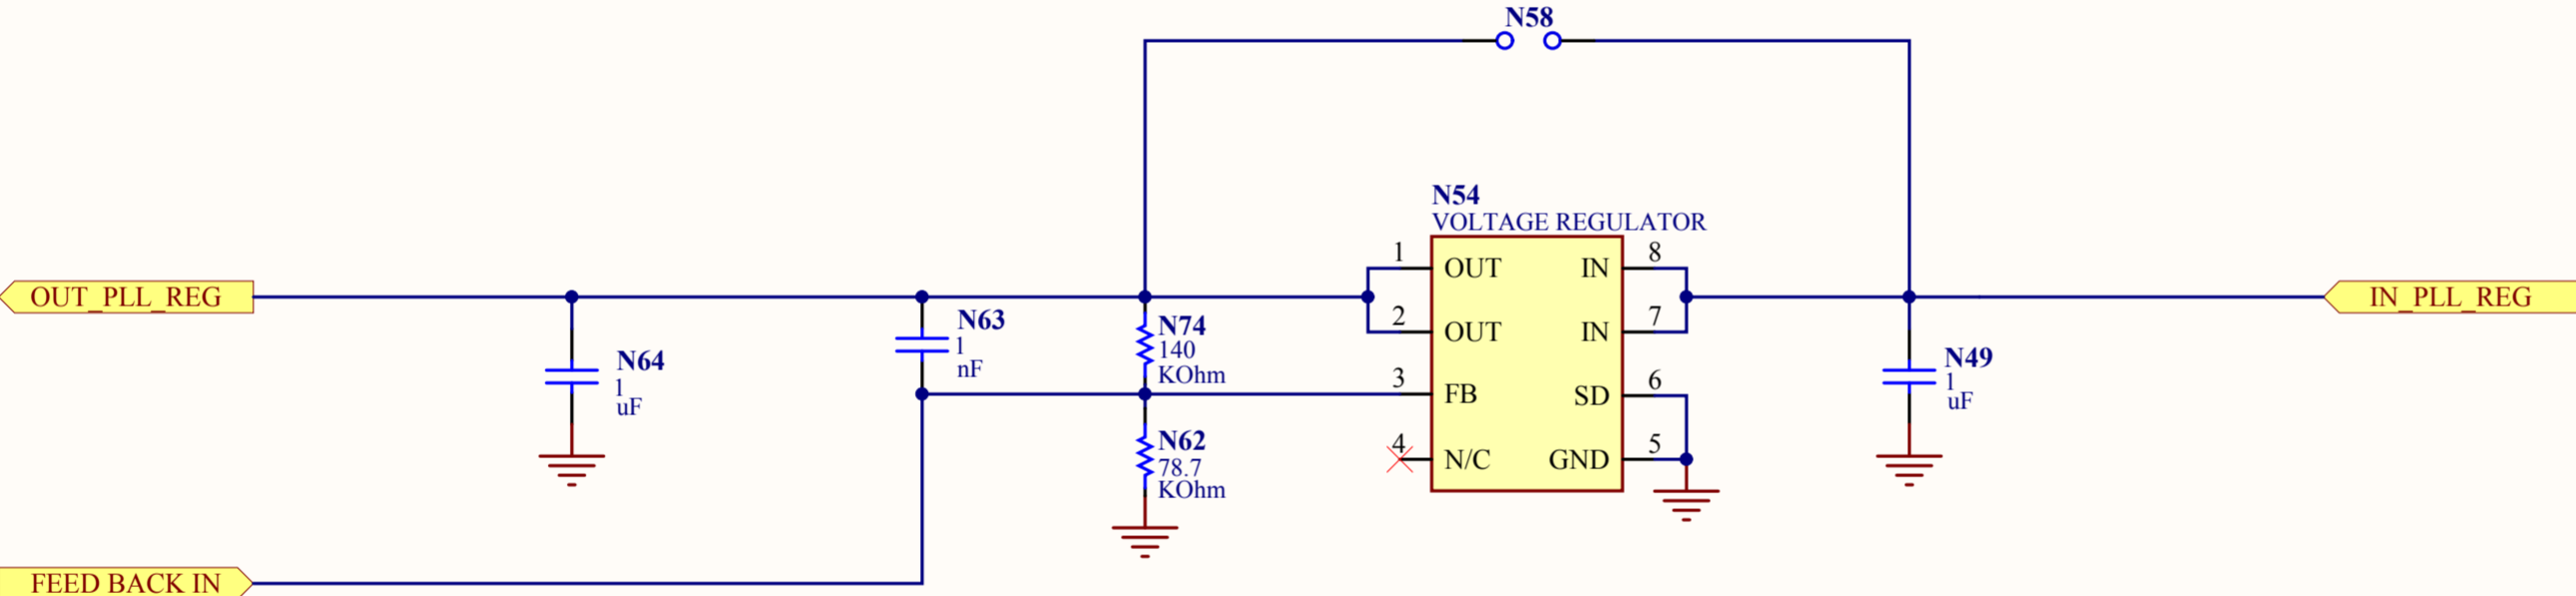 N58
N54
VOLTAGE REGULATOR
1 OUT IN 8
OUT_PLL_REG
IN_PLL_REG
N63
1
nF
N74
140
KOhm
2 OUT IN 7
N64
1
uF
N49
1
uF
3 FB SD 6
N62
78.7
KOhm
4 N/C GND 5
FEED BACK IN